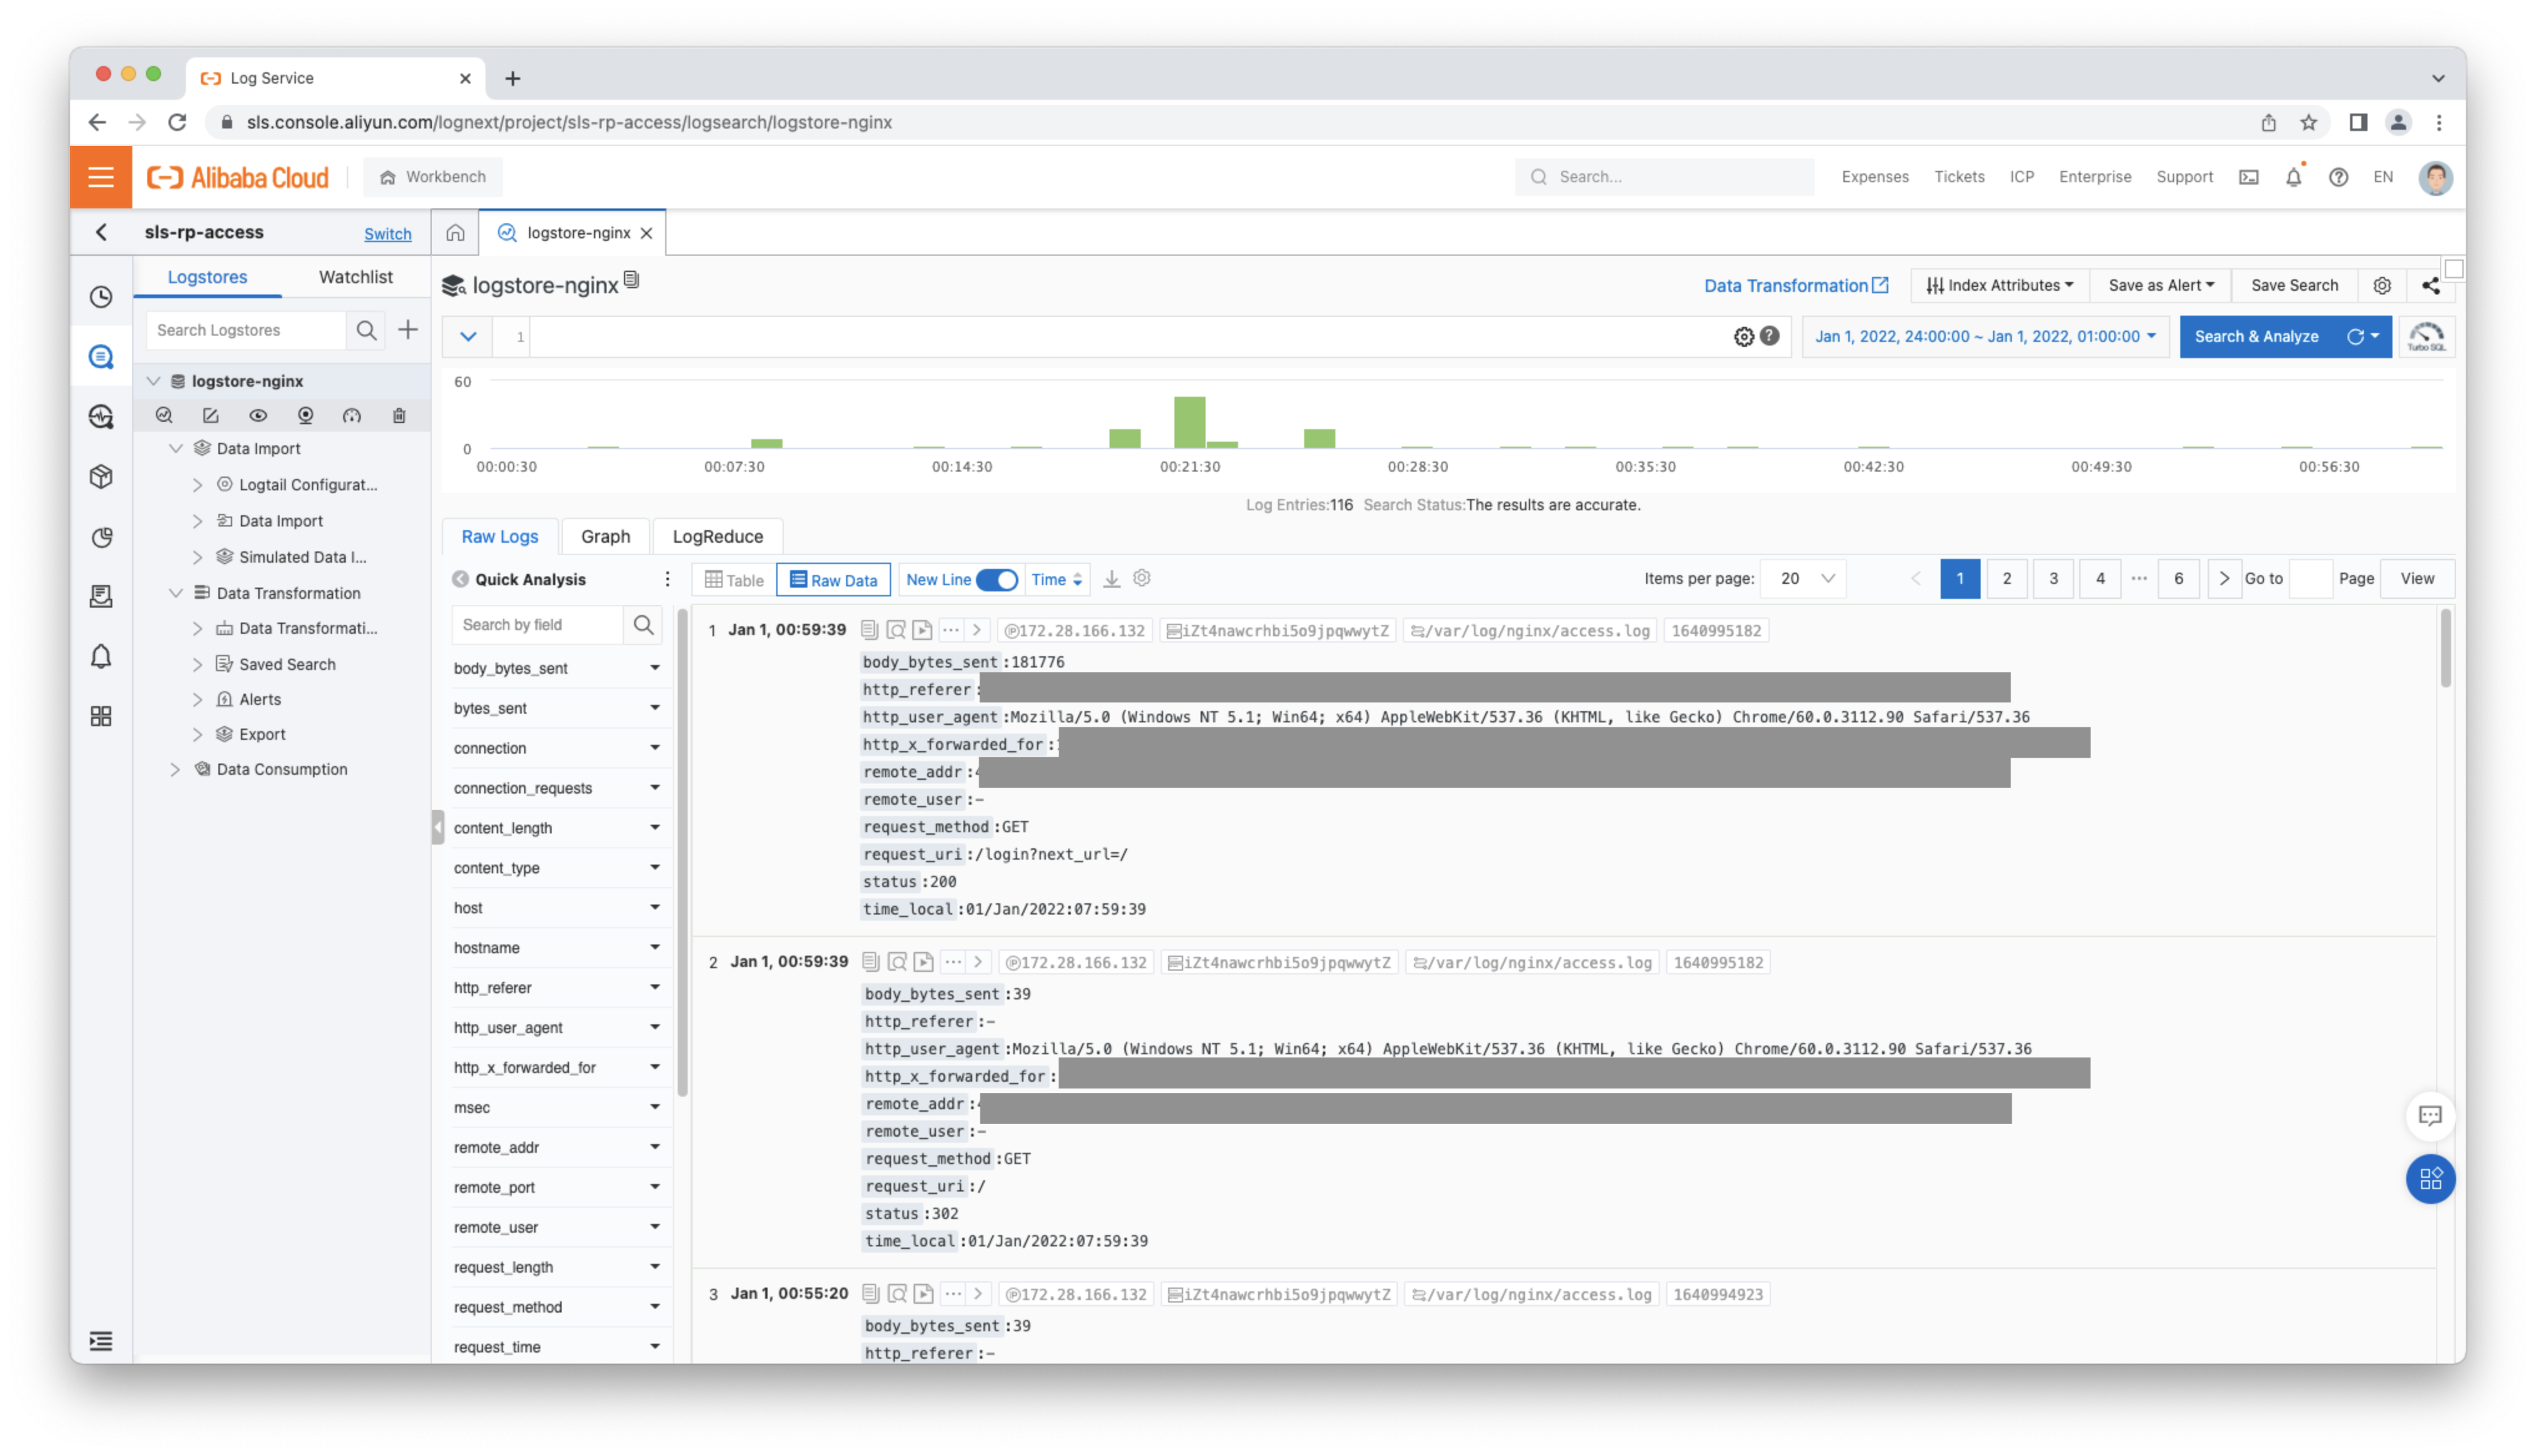 Log Service
sls.console.aliyun.com/lognext/project/sls-rp-access/logsearch/logstore-nginx
Alibaba Cloud
Workbench
Search...
Expenses Tickets ICP Enterprise Support EN
sls-rp-access Switch
logstore-nginx
Logstores Watchlist
Search Logstores
logstore-nginx
Data Import
Logtail Configurat...
Data Import
Simulated Data I...
Data Transformation
Data Transformati...
Saved Search
Alerts
Export
Data Consumption
logstore-nginx
Data Transformation Index Attributes Save as Alert Save Search
1 Jan 1, 2022, 24:00:00 ~ Jan 1, 2022, 01:00:00 Search & Analyze Turbo SQL
60
0
00:00:30 00:07:30 00:14:30 00:21:30 00:28:30 00:35:30 00:42:30 00:49:30 00:56:30
Log Entries:116 Search Status:The results are accurate.
Raw Logs Graph LogReduce
Quick Analysis
Search by field
body_bytes_sent
bytes_sent
connection
connection_requests
content_length
content_type
host
hostname
http_referer
http_user_agent
http_x_forwarded_for
msec
remote_addr
remote_port
remote_user
request_length
request_method
request_time
Table Raw Data New Line Time Items per page: 20 1 2 3 4 ... 6 Go to Page View
1 Jan 1, 00:59:39 ... 172.28.166.132 iZt4nawcrhbi5o9jpqwwytZ /var/log/nginx/access.log 1640995182
body_bytes_sent :181776
http_referer :
http_user_agent :Mozilla/5.0 (Windows NT 5.1; Win64; x64) AppleWebKit/537.36 (KHTML, like Gecko) Chrome/60.0.3112.90 Safari/537.36
http_x_forwarded_for :
remote_addr :
remote_user :-
request_method :GET
request_uri :/login?next_url=/
status :200
time_local :01/Jan/2022:07:59:39
2 Jan 1, 00:59:39 ... 172.28.166.132 iZt4nawcrhbi5o9jpqwwytZ /var/log/nginx/access.log 1640995182
body_bytes_sent :39
http_referer :-
http_user_agent :Mozilla/5.0 (Windows NT 5.1; Win64; x64) AppleWebKit/537.36 (KHTML, like Gecko) Chrome/60.0.3112.90 Safari/537.36
http_x_forwarded_for :
remote_addr :
remote_user :-
request_method :GET
request_uri :/
status :302
time_local :01/Jan/2022:07:59:39
3 Jan 1, 00:55:20 ... 172.28.166.132 iZt4nawcrhbi5o9jpqwwytZ /var/log/nginx/access.log 1640994923
body_bytes_sent :39
http_referer :-